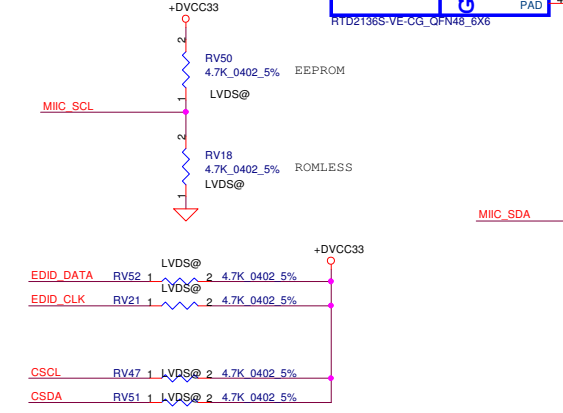 +DVCC33
PAD
G
RTD2136S-VE-CG_QFN48_6X6
2
RV50
4.7K_0402_5%
EEPROM
LVDS@
1
MIIC_SCL
2
RV18
4.7K_0402_5%
ROMLESS
LVDS@
1
MIIC_SDA
+DVCC33
LVDS@
EDID_DATA RV52 1 2 4.7K_0402_5%
LVDS@
EDID_CLK RV21 1 2 4.7K_0402_5%
CSCL RV47 1 LVDS@ 2 4.7K_0402_5%
CSDA RV51 1 LVDS@ 2 4.7K_0402_5%